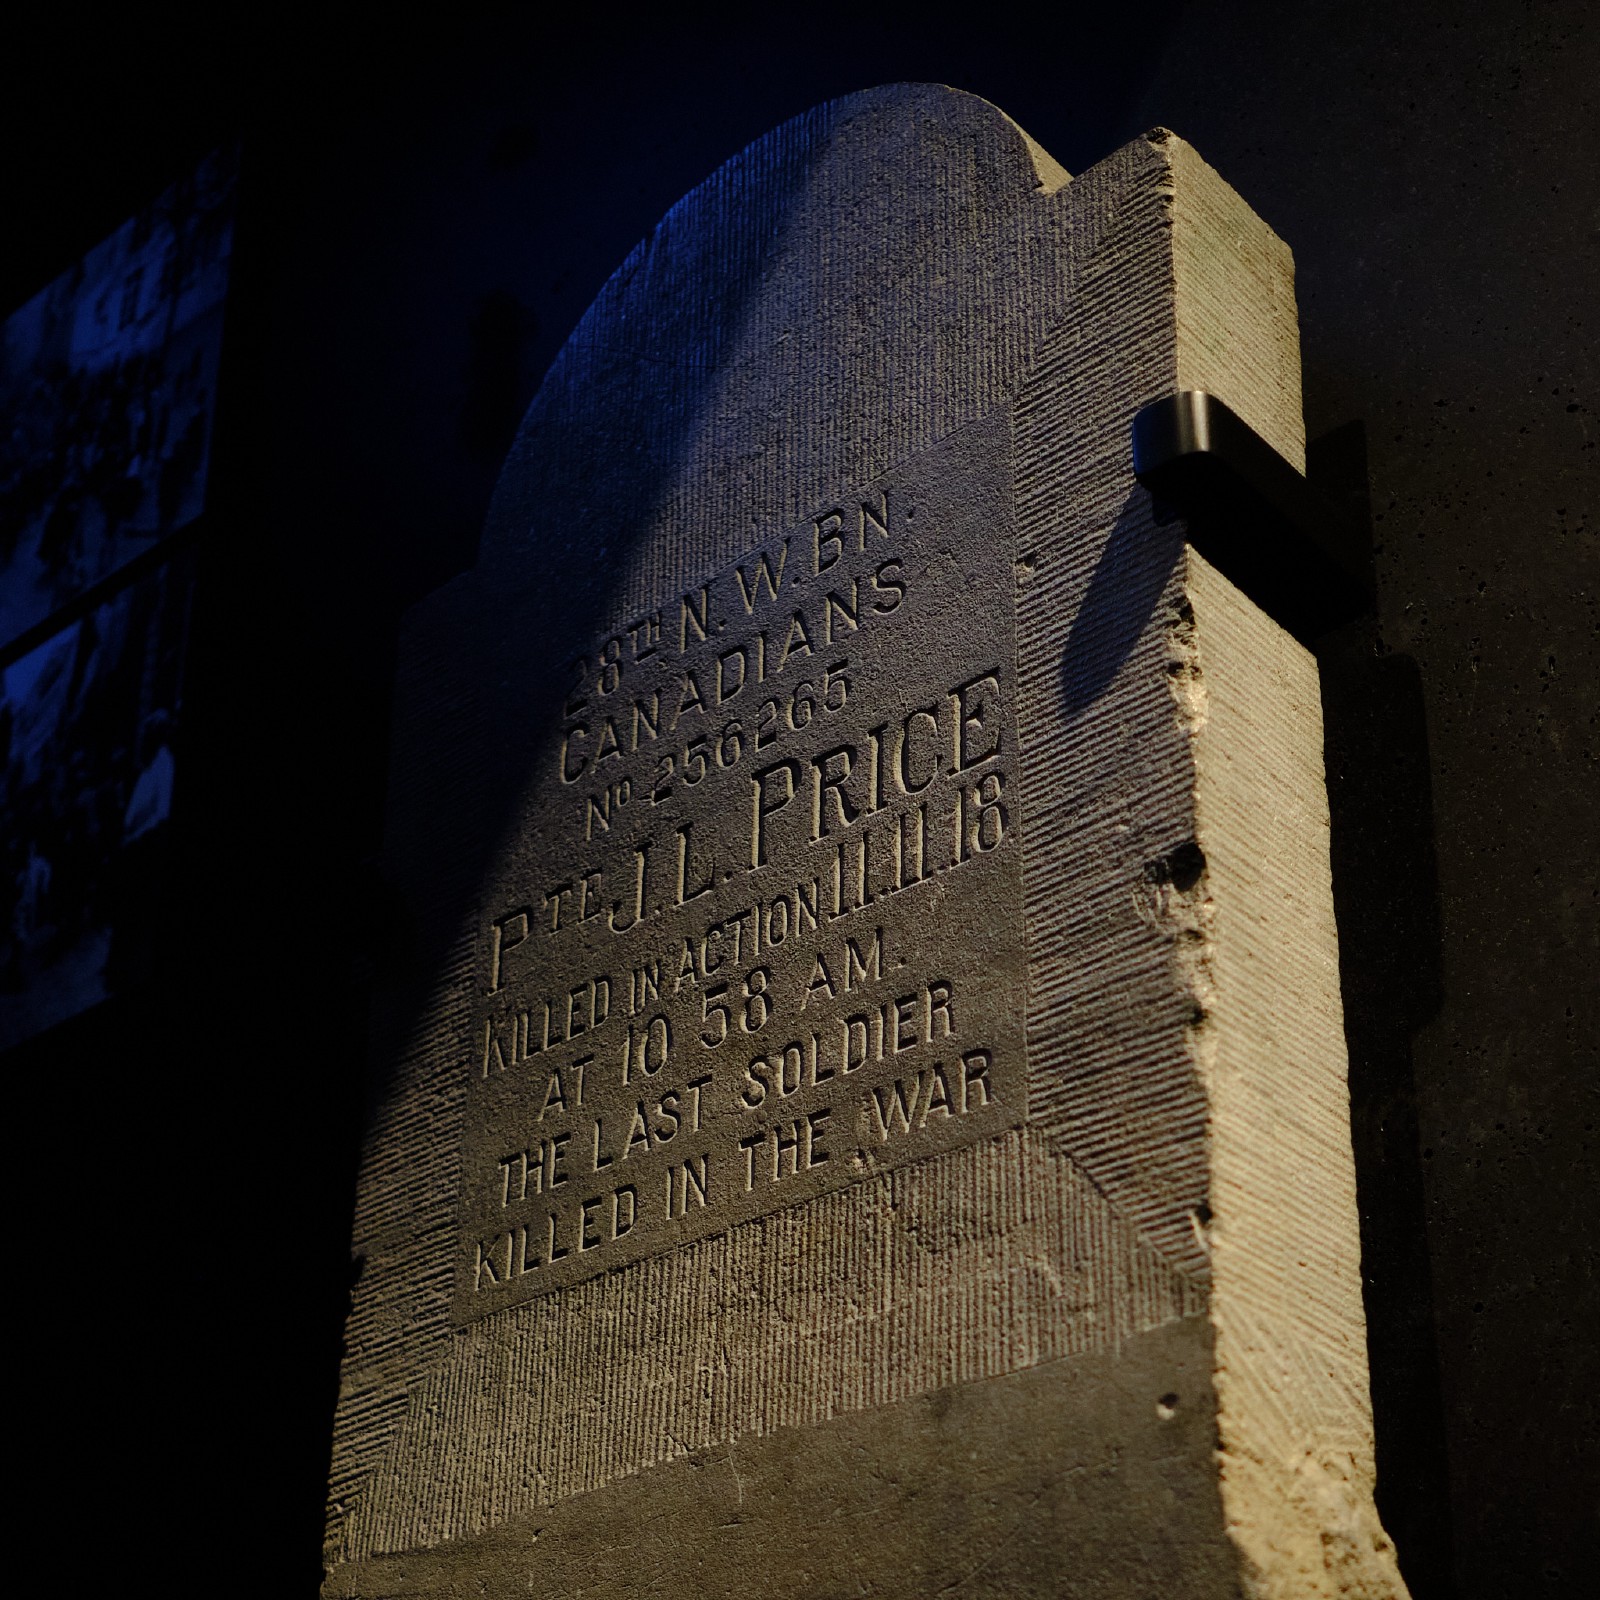 28TH N.W.BN.
CANADIANS
No 256265
PTE J.L. PRICE
KILLED IN ACTION 11.11.18
AT 10 58 AM.
THE LAST SOLDIER
KILLED IN THE WAR